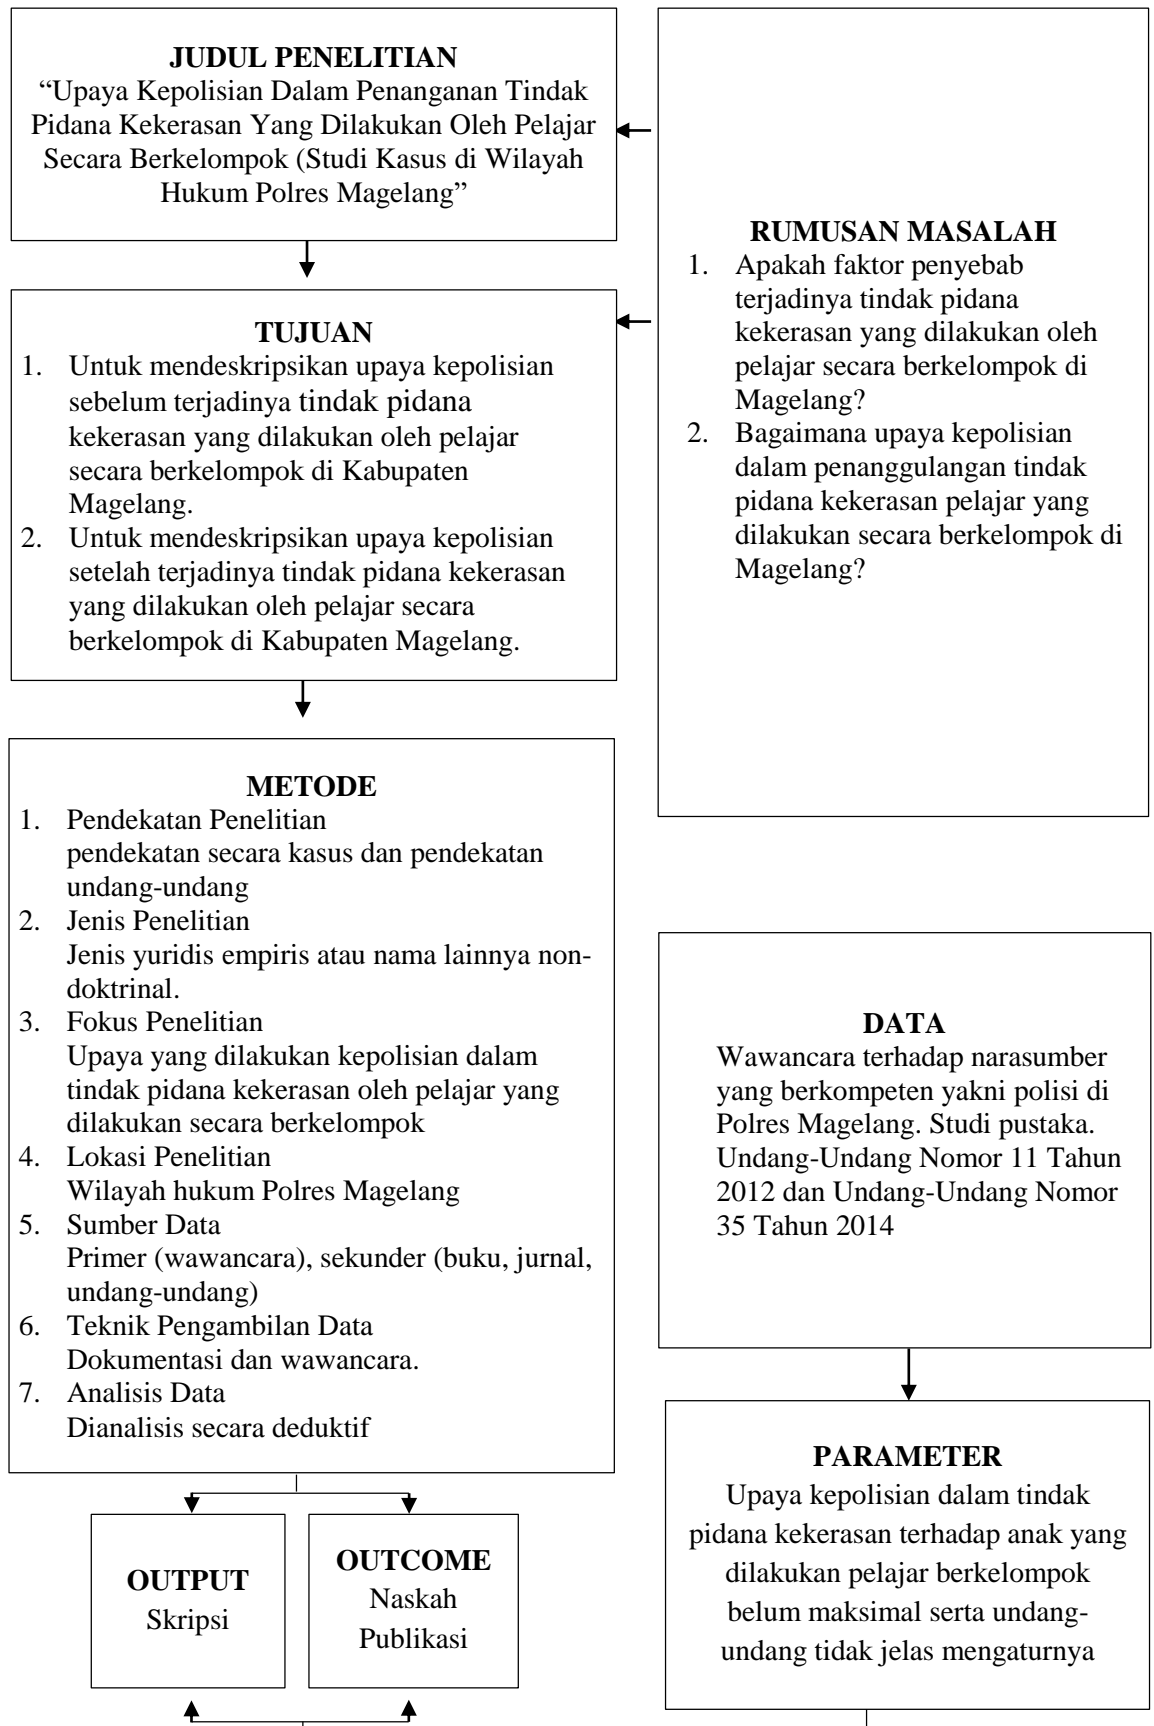 JUDUL PENELITIAN
“Upaya Kepolisian Dalam Penanganan Tindak
Pidana Kekerasan Yang Dilakukan Oleh Pelajar
Secara Berkelompok (Studi Kasus di Wilayah
Hukum Polres Magelang”
TUJUAN
1. Untuk mendeskripsikan upaya kepolisian
sebelum terjadinya tindak pidana
kekerasan yang dilakukan oleh pelajar
secara berkelompok di Kabupaten
Magelang.
2. Untuk mendeskripsikan upaya kepolisian
setelah terjadinya tindak pidana kekerasan
yang dilakukan oleh pelajar secara
berkelompok di Kabupaten Magelang.
RUMUSAN MASALAH
1. Apakah faktor penyebab
terjadinya tindak pidana
kekerasan yang dilakukan oleh
pelajar secara berkelompok di
Magelang?
2. Bagaimana upaya kepolisian
dalam penanggulangan tindak
pidana kekerasan pelajar yang
dilakukan secara berkelompok di
Magelang?
METODE
1. Pendekatan Penelitian
pendekatan secara kasus dan pendekatan
undang-undang
2. Jenis Penelitian
Jenis yuridis empiris atau nama lainnya non-
doktrinal.
3. Fokus Penelitian
Upaya yang dilakukan kepolisian dalam
tindak pidana kekerasan oleh pelajar yang
dilakukan secara berkelompok
4. Lokasi Penelitian
Wilayah hukum Polres Magelang
5. Sumber Data
Primer (wawancara), sekunder (buku, jurnal,
undang-undang)
6. Teknik Pengambilan Data
Dokumentasi dan wawancara.
7. Analisis Data
Dianalisis secara deduktif
DATA
Wawancara terhadap narasumber
yang berkompeten yakni polisi di
Polres Magelang. Studi pustaka.
Undang-Undang Nomor 11 Tahun
2012 dan Undang-Undang Nomor
35 Tahun 2014
PARAMETER
Upaya kepolisian dalam tindak
pidana kekerasan terhadap anak yang
dilakukan pelajar berkelompok
belum maksimal serta undang-
undang tidak jelas mengaturnya
OUTPUT
Skripsi
OUTCOME
Naskah
Publikasi